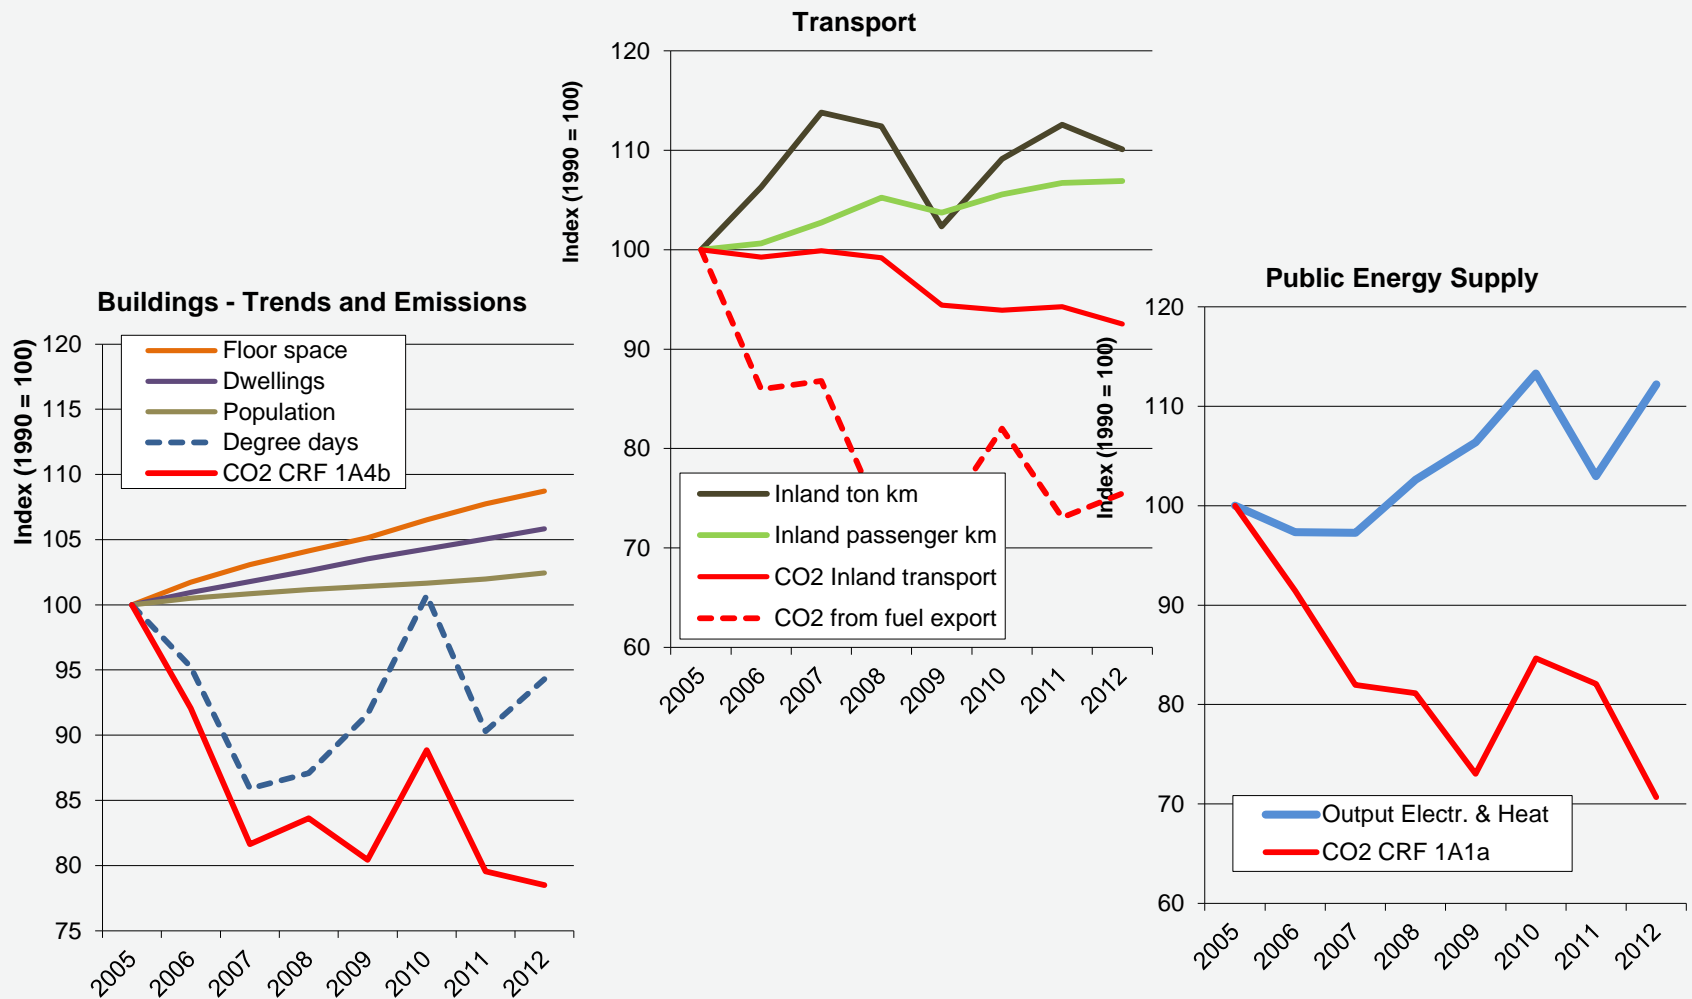 Buildings - Trends and Emissions
Index (1990 = 100)
120
115
110
105
100
95
90
85
80
75
Floor space
Dwellings
Population
Degree days
CO2 CRF 1A4b
2005
2006
2007
2008
2009
2010
2011
2012
Transport
Index (1990 = 100)
120
110
100
90
80
70
60
Inland ton km
Inland passenger km
CO2 Inland transport
CO2 from fuel export
2005
2006
2007
2008
2009
2010
2011
2012
Public Energy Supply
Index (1990 = 100)
120
110
100
90
80
70
60
Output Electr. & Heat
CO2 CRF 1A1a
2005
2006
2007
2008
2009
2010
2011
2012